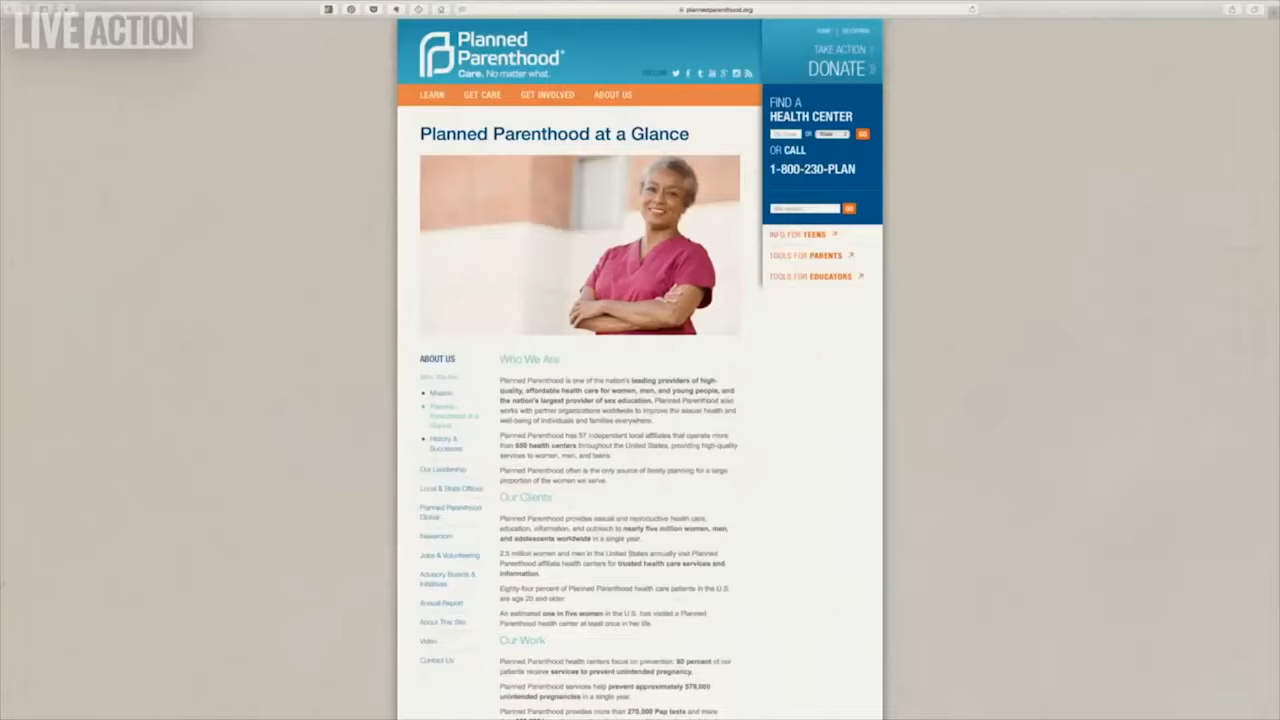 LIVE ACTION
plannedparenthood.org
Planned
Parenthood®
Care. No matter what.
TAKE ACTION
DONATE
LEARN
GET CARE
GET INVOLVED
ABOUT US
FIND A
HEALTH CENTER
OR
GO
OR CALL
1-800-230-PLAN
GO
INFO FOR TEENS
TOOLS FOR PARENTS
TOOLS FOR EDUCATORS
Planned Parenthood at a Glance
ABOUT US
Who We Are
Mission
Planned
Parenthood at a
Glance
History &
Successes
Our Leadership
Local & State Offices
Planned Parenthood
Global
Newsroom
Jobs & Volunteering
Advisory Boards &
Initiatives
Annual Report
About This Site
Video
Contact Us
Who We Are
Planned Parenthood is one of the nation's leading providers of high-
quality, affordable health care for women, men, and young people, and
the nation's largest provider of sex education. Planned Parenthood also
works with partner organizations worldwide to improve the sexual health and
well-being of individuals and families everywhere.
Planned Parenthood has 57 independent local affiliates that operate more
than 650 health centers throughout the United States, providing high-quality
services to women, men, and teens.
Planned Parenthood often is the only source of family planning for a large
proportion of the women we serve.
Our Clients
Planned Parenthood provides sexual and reproductive health care,
education, information, and outreach to nearly five million women, men,
and adolescents worldwide in a single year.
2.5 million women and men in the United States annually visit Planned
Parenthood affiliate health centers for trusted health care services and
information.
Eighty-four percent of Planned Parenthood health care patients in the U.S.
are age 20 and older.
An estimated one in five women in the U.S. has visited a Planned
Parenthood health center at least once in her life.
Our Work
Planned Parenthood health centers focus on prevention: 80 percent of our
patients receive services to prevent unintended pregnancy.
Planned Parenthood services help prevent approximately 579,000
unintended pregnancies in a single year.
Planned Parenthood provides more than 270,000 Pap tests and more